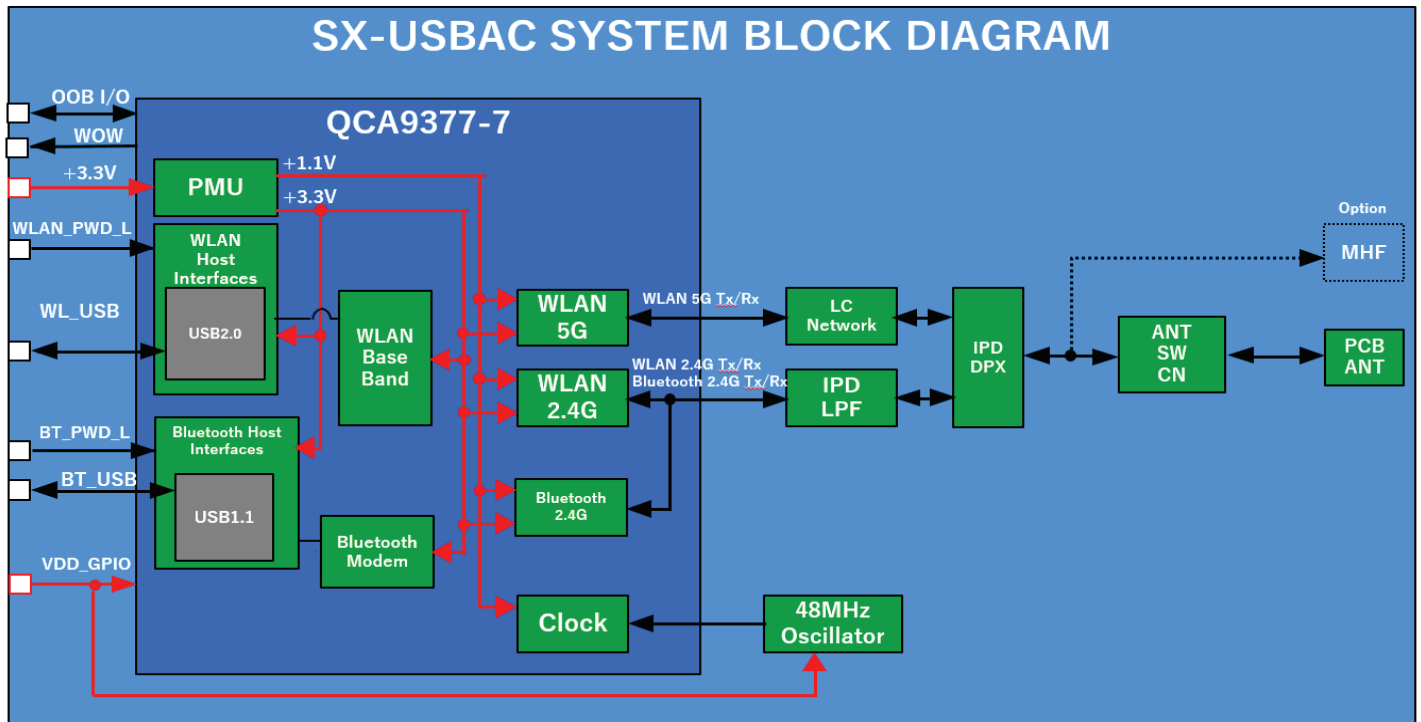 SX-USBAC SYSTEM BLOCK DIAGRAM
OOB I/O
WOW
+3.3V
WLAN_PWD_L
WL_USB
BT_PWD_L
BT_USB
VDD_GPIO
QCA9377-7
PMU
+1.1V
+3.3V
WLAN
Host
Interfaces
USB2.0
WLAN
Base
Band
Bluetooth Host
Interfaces
USB1.1
Bluetooth
Modem
WLAN
5G
WLAN
2.4G
Bluetooth
2.4G
Clock
WLAN 5G Tx/Rx
WLAN 2.4G Tx/Rx
Bluetooth 2.4G Tx/Rx
LC
Network
IPD
LPF
IPD
DPX
48MHz
Oscillator
ANT
SW
CN
Option
MHF
PCB
ANT